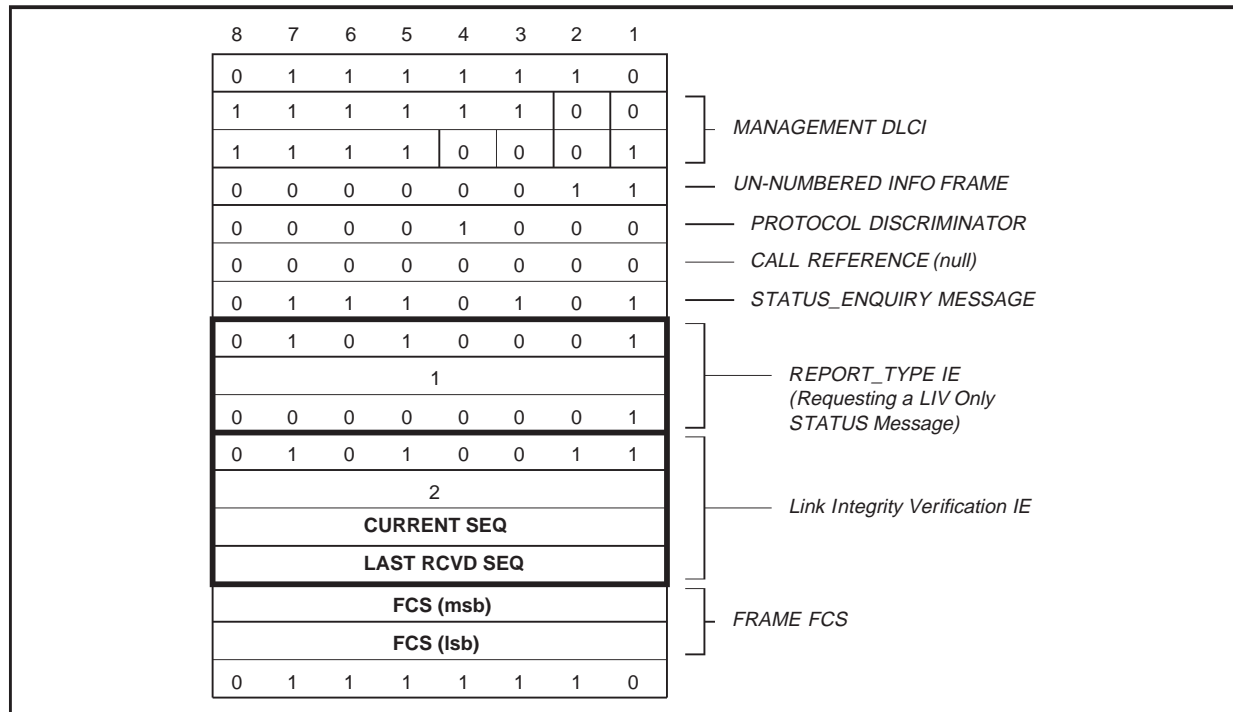 8 7 6 5 4 3 2 1
0 1 1 1 1 1 1 0
1 1 1 1 1 1 0 0
MANAGEMENT DLCI
1 1 1 1 0 0 0 1
0 0 0 0 0 0 1 1 UN-NUMBERED INFO FRAME
0 0 0 0 1 0 0 0 PROTOCOL DISCRIMINATOR
0 0 0 0 0 0 0 0 CALL REFERENCE (null)
0 1 1 1 0 1 0 1 STATUS_ENQUIRY MESSAGE
0 1 0 1 0 0 0 1
1
0 0 0 0 0 0 0 1
REPORT_TYPE IE
(Requesting a LIV Only
STATUS Message)
0 1 0 1 0 0 1 1
2
CURRENT SEQ
LAST RCVD SEQ
Link Integrity Verification IE
FCS (msb)
FCS (lsb)
FRAME FCS
0 1 1 1 1 1 1 0